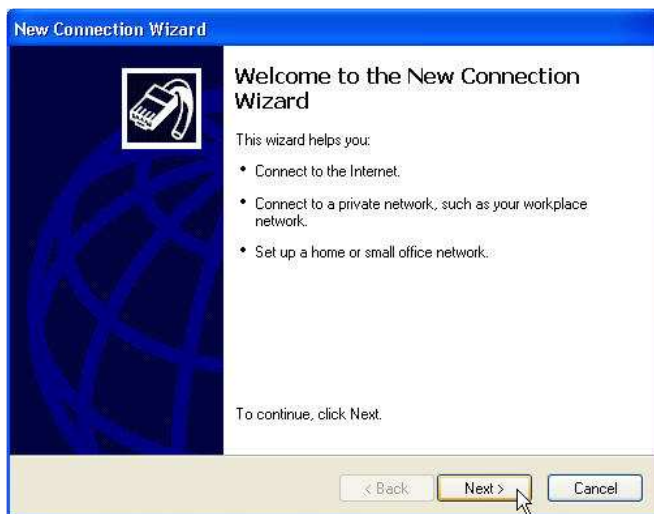 New Connection Wizard
Welcome to the New Connection
Wizard
This wizard helps you:
• Connect to the Internet.
• Connect to a private network, such as your workplace
network.
• Set up a home or small office network.
To continue, click Next.
< Back
Next >
Cancel